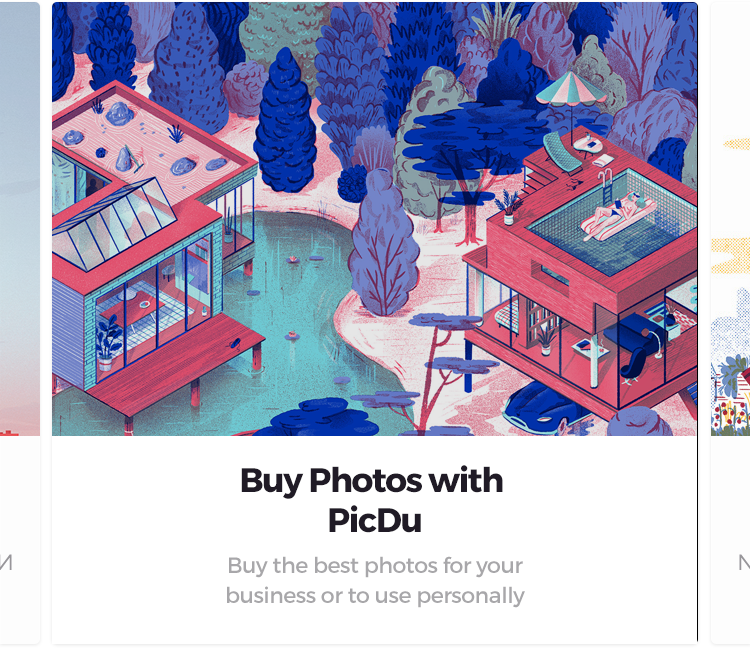 Buy Photos with
PicDu
Buy the best photos for your
business or to use personally